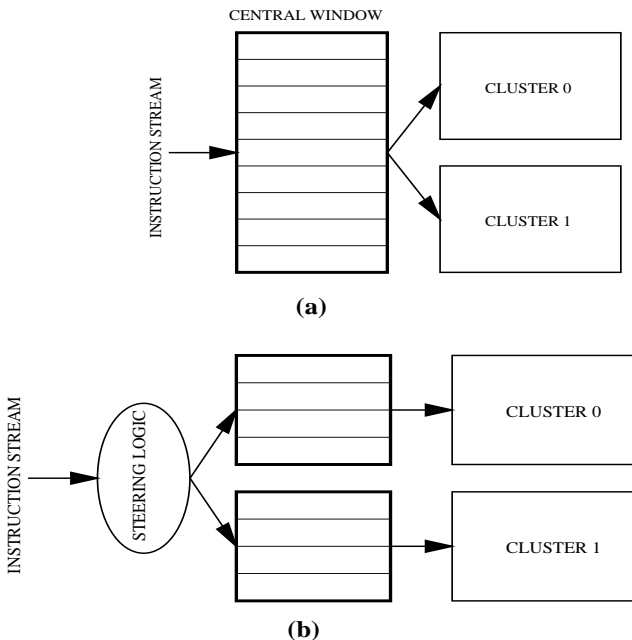 CENTRAL WINDOW
INSTRUCTION STREAM
CLUSTER 0
CLUSTER 1
(a)
INSTRUCTION STREAM
STEERING LOGIC
CLUSTER 0
CLUSTER 1
(b)